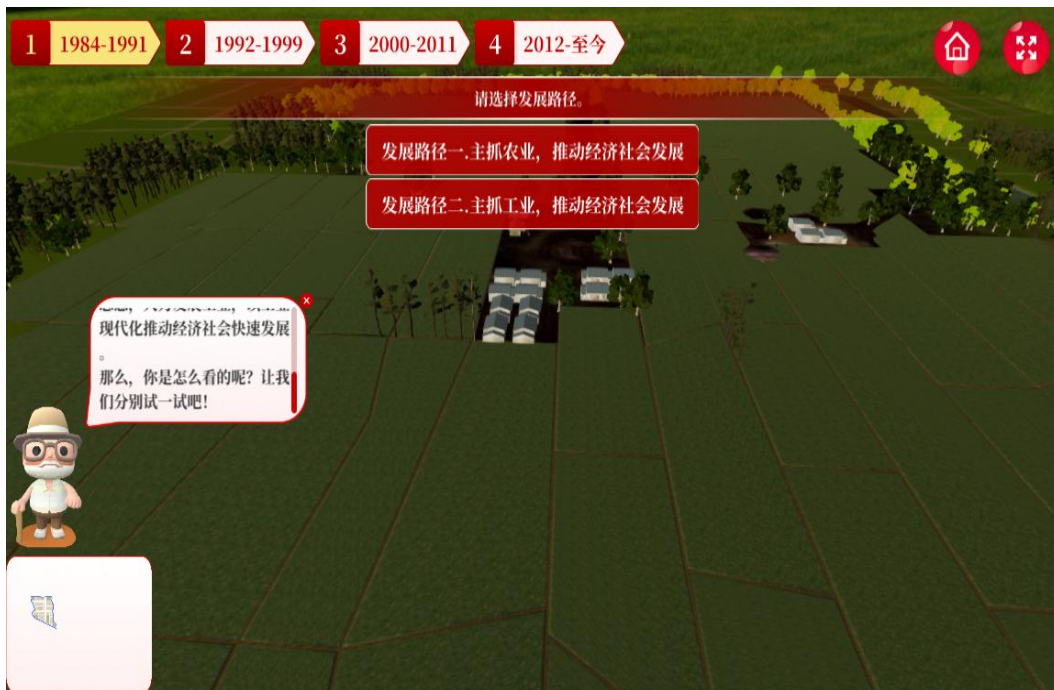 1 1984-1991 2 1992-1999 3 2000-2011 4 2012-至今
请选择发展路径。
发展路径一.主抓农业，推动经济社会发展
发展路径二.主抓工业，推动经济社会发展
现代化推动经济社会快速发展
。
那么，你是怎么看的呢？让我
们分别试一试吧！